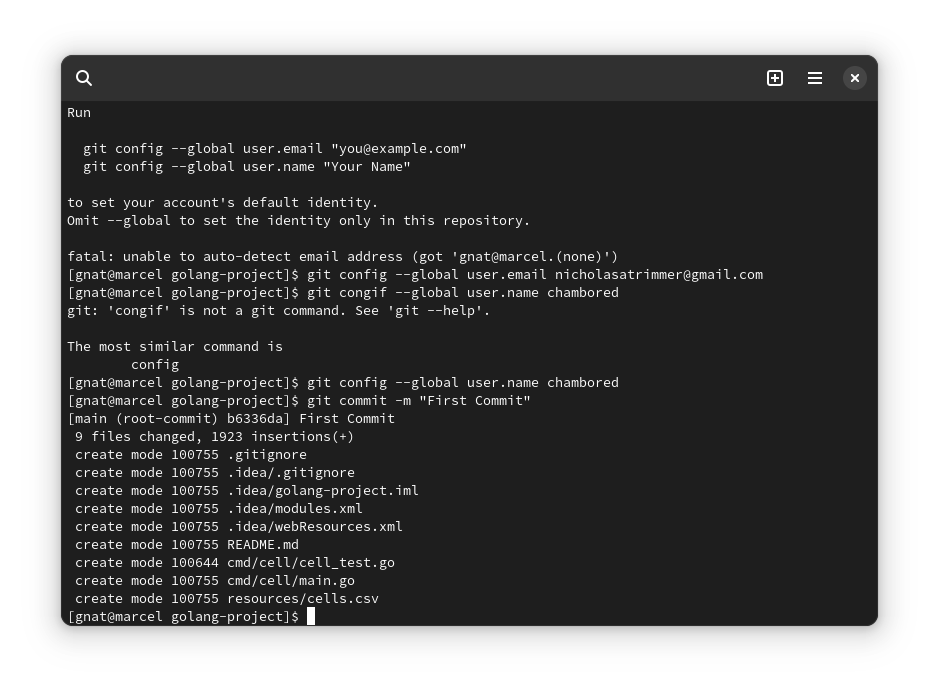 Run
git config --global user.email "you@example.com"
git config --global user.name "Your Name"
to set your account's default identity.
Omit --global to set the identity only in this repository.
fatal: unable to auto-detect email address (got 'gnat@marcel.(none)')
[gnat@marcel golang-project]$ git config --global user.email nicholasatrimmer@gmail.com
[gnat@marcel golang-project]$ git congif --global user.name chambored
git: 'congif' is not a git command. See 'git --help'.
The most similar command is
config
[gnat@marcel golang-project]$ git config --global user.name chambored
[gnat@marcel golang-project]$ git commit -m "First Commit"
[main (root-commit) b6336da] First Commit
9 files changed, 1923 insertions(+)
create mode 100755 .gitignore
create mode 100755 .idea/.gitignore
create mode 100755 .idea/golang-project.iml
create mode 100755 .idea/modules.xml
create mode 100755 .idea/webResources.xml
create mode 100755 README.md
create mode 100644 cmd/cell/cell_test.go
create mode 100755 cmd/cell/main.go
create mode 100755 resources/cells.csv
[gnat@marcel golang-project]$